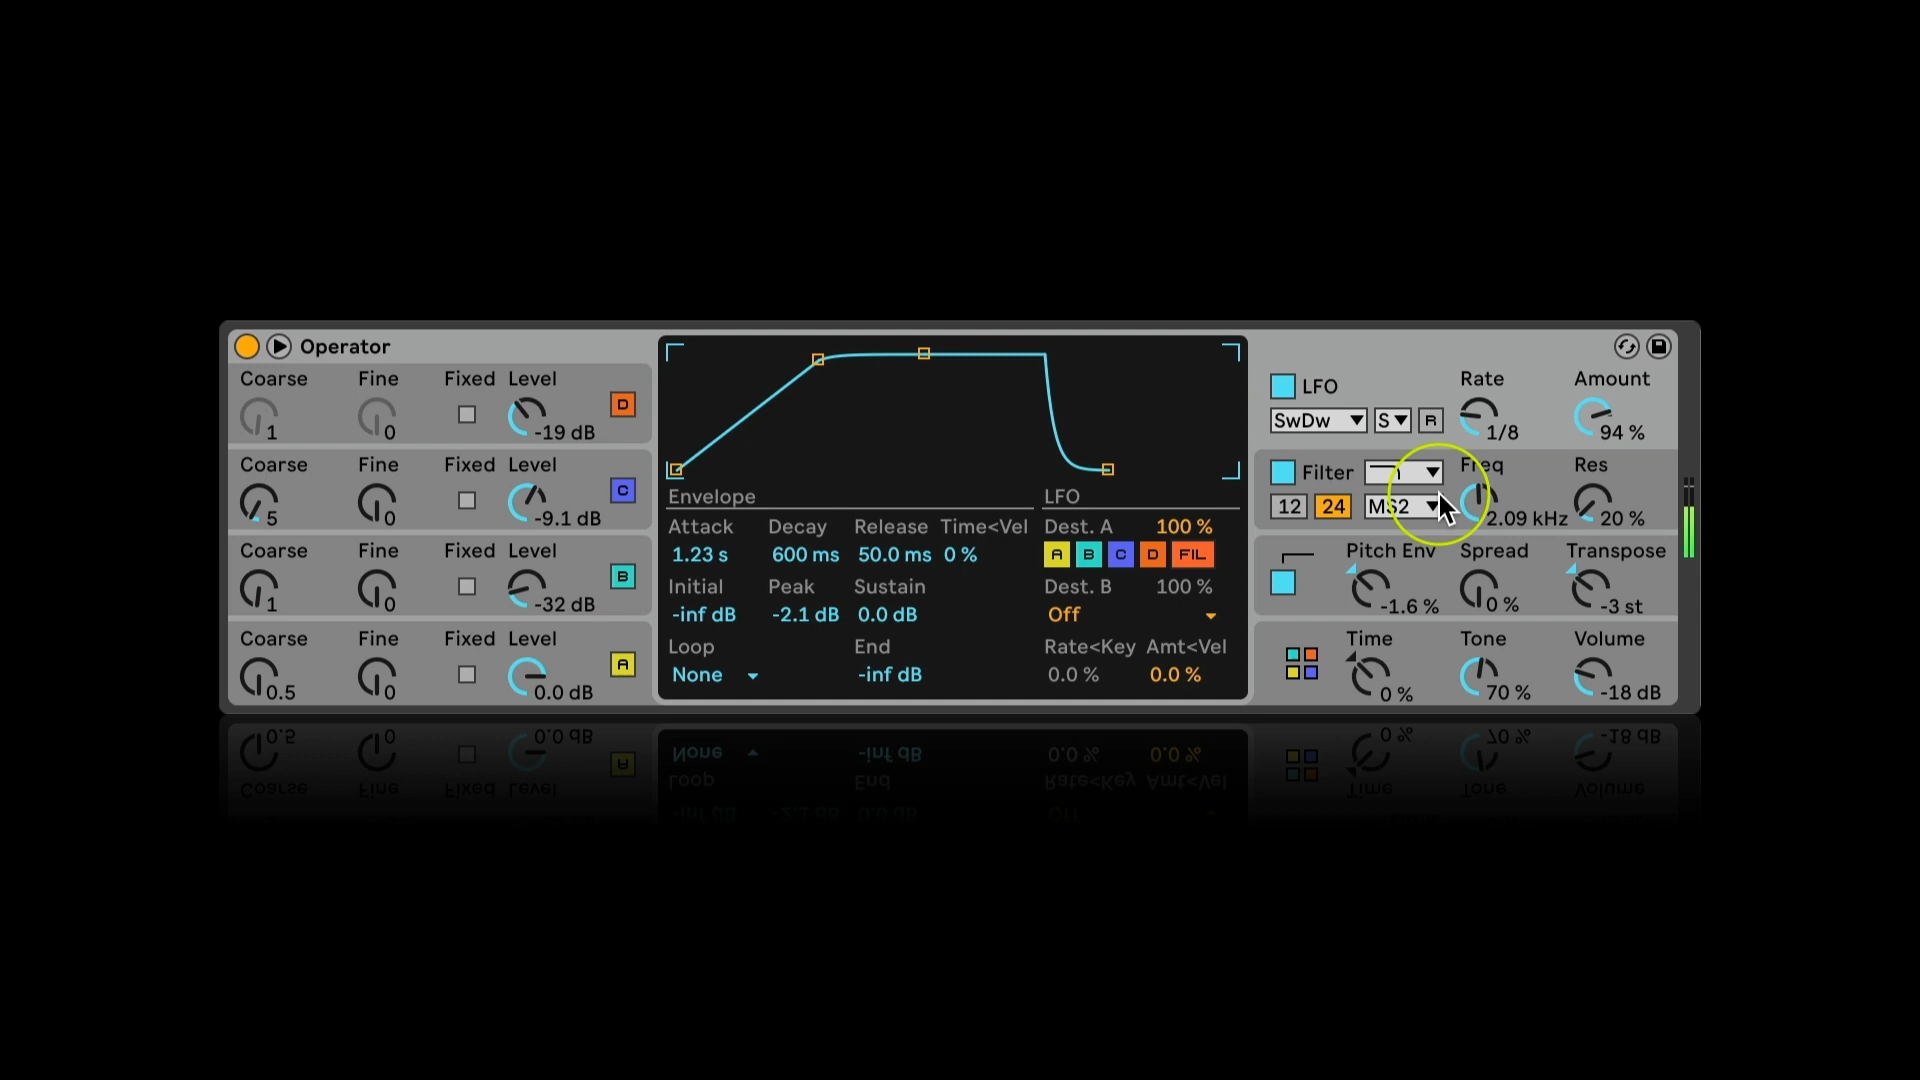 Operator
Coarse Fine Fixed Level
1 0 -19 dB D
Coarse Fine Fixed Level
5 0 -9.1 dB C
Coarse Fine Fixed Level
1 0 -32 dB B
Coarse Fine Fixed Level
0.5 0 0.0 dB A
Envelope
Attack Decay Release Time<Vel
1.23 s 600 ms 50.0 ms 0 %
Initial Peak Sustain
-inf dB -2.1 dB 0.0 dB
Loop End
None -inf dB
LFO
Dest. A 100 %
A B C D FIL
Dest. B 100 %
Off
Rate<Key Amt<Vel
0.0 % 0.0 %
LFO Rate Amount
SwDw S R 1/8 94 %
Filter Freq Res
12 24 MS2 2.09 kHz 20 %
Pitch Env Spread Transpose
-1.6 % 0 % -3 st
Time Tone Volume
0 % 70 % -18 dB